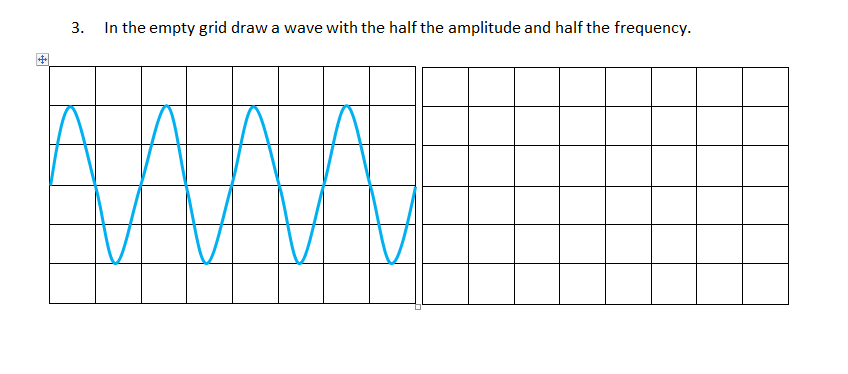 3. In the empty grid draw a wave with the half the amplitude and half the frequency.